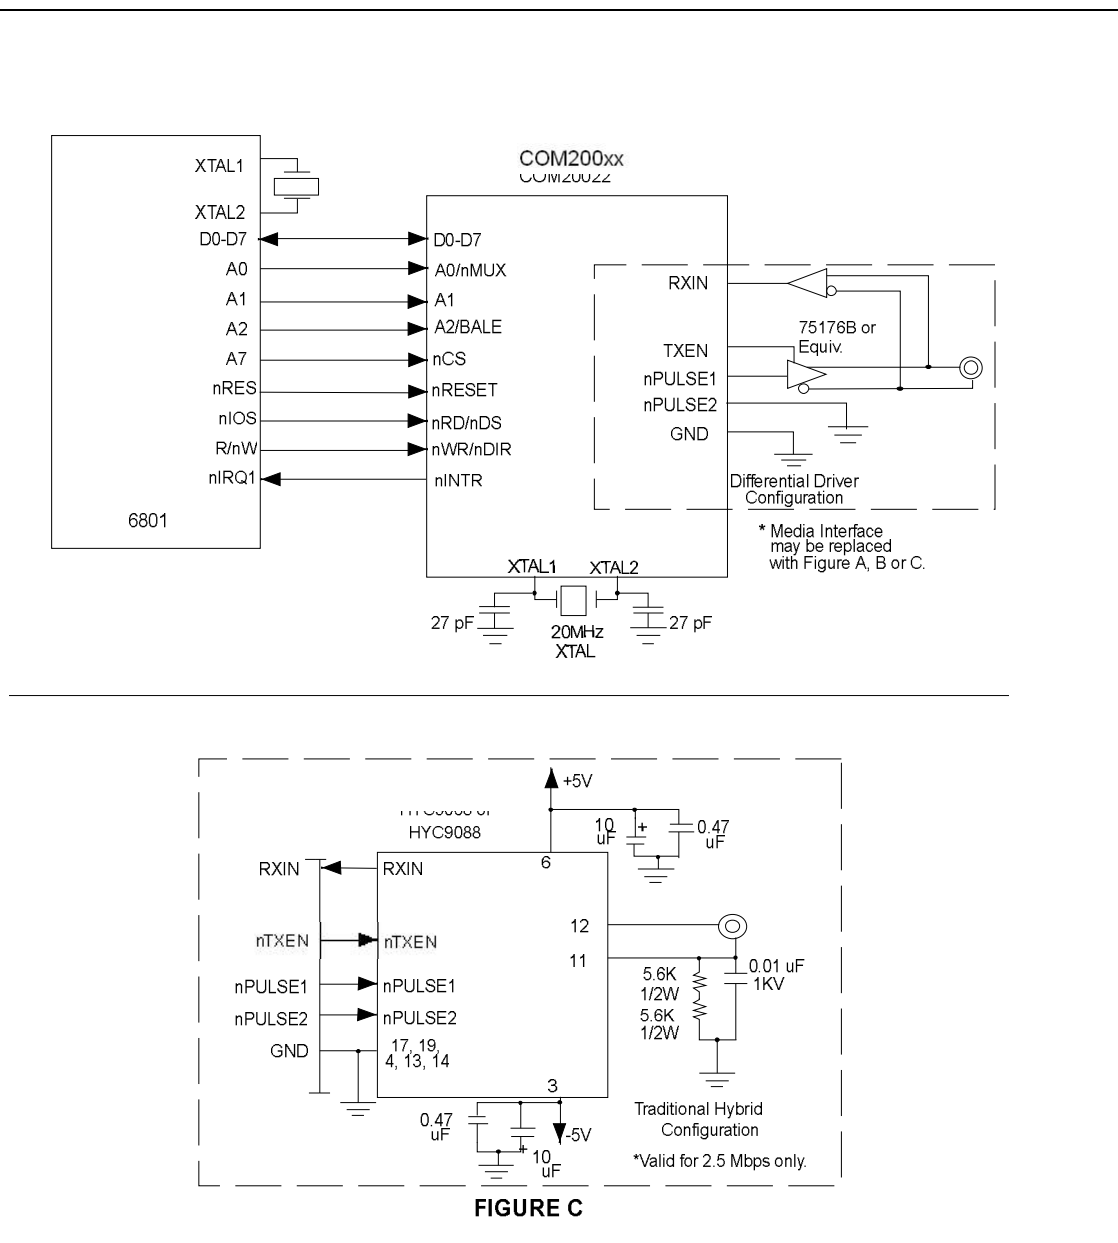 COM200xx
COM20022
XTAL1
XTAL2
D0-D7
A0
A1
A2
A7
nRES
nIOS
R/nW
nIRQ1
6801
D0-D7
A0/nMUX
A1
A2/BALE
nCS
nRESET
nRD/nDS
nWR/nDIR
nINTR
XTAL1
XTAL2
RXIN
TXEN
nPULSE1
nPULSE2
GND
75176B or
Equiv.
Differential Driver
Configuration
* Media Interface
may be replaced
with Figure A, B or C.
27 pF
20MHz
XTAL
27 pF
+5V
HYC9088
6
10
uF
+
0.47
uF
RXIN
nTXEN
nPULSE1
nPULSE2
GND
RXIN
nTXEN
nPULSE1
nPULSE2
17, 19,
4, 13, 14
12
11
3
5.6K
1/2W
5.6K
1/2W
0.01 uF
1KV
0.47
uF
+
10
uF
-5V
Traditional Hybrid
Configuration
*Valid for 2.5 Mbps only.
FIGURE C